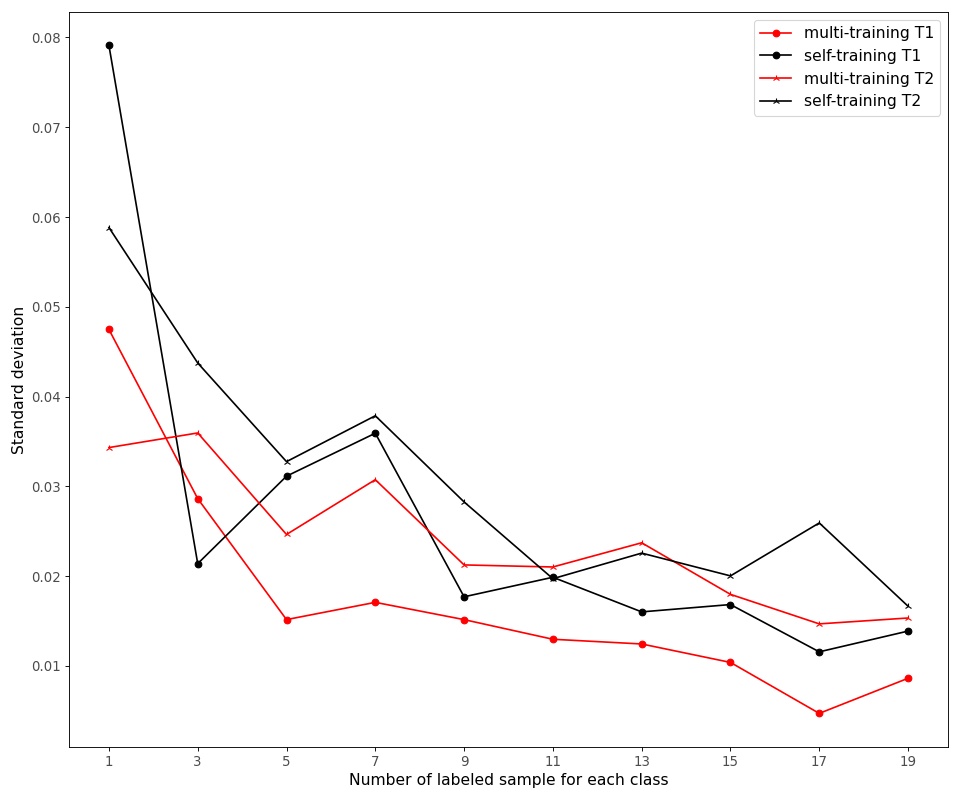 multi-training T1
self-training T1
multi-training T2
self-training T2
0.08
0.07
0.06
0.05
0.04
0.03
0.02
0.01
Standard deviation
1 3 5 7 9 11 13 15 17 19
Number of labeled sample for each class